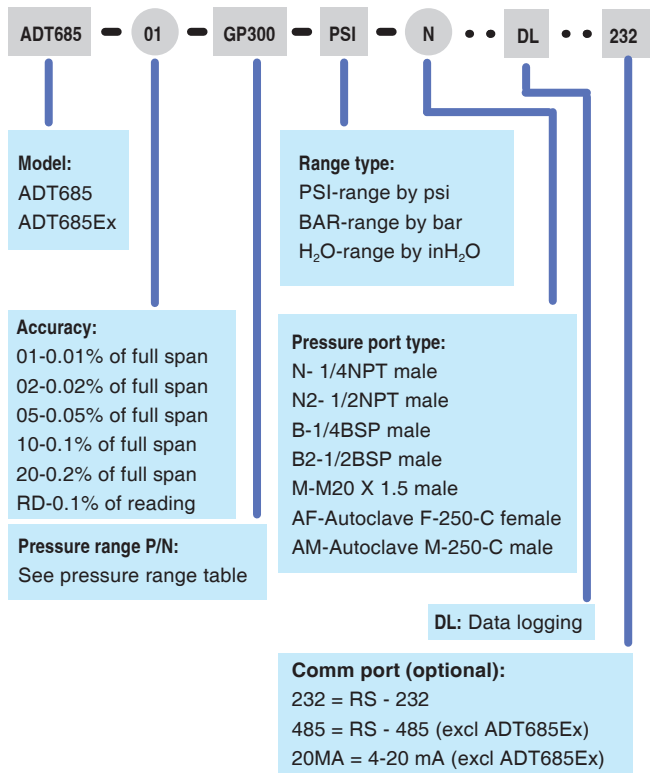 ADT685 – 01 – GP300 – PSI – N • • DL • • 232
Model:
ADT685
ADT685Ex
Range type:
PSI-range by psi
BAR-range by bar
H₂O-range by inH₂O
Accuracy:
01-0.01% of full span
02-0.02% of full span
05-0.05% of full span
10-0.1% of full span
20-0.2% of full span
RD-0.1% of reading
Pressure port type:
N- 1/4NPT male
N2- 1/2NPT male
B-1/4BSP male
B2-1/2BSP male
M-M20 X 1.5 male
AF-Autoclave F-250-C female
AM-Autoclave M-250-C male
Pressure range P/N:
See pressure range table
DL: Data logging
Comm port (optional):
232 = RS - 232
485 = RS - 485 (excl ADT685Ex)
20MA = 4-20 mA (excl ADT685Ex)